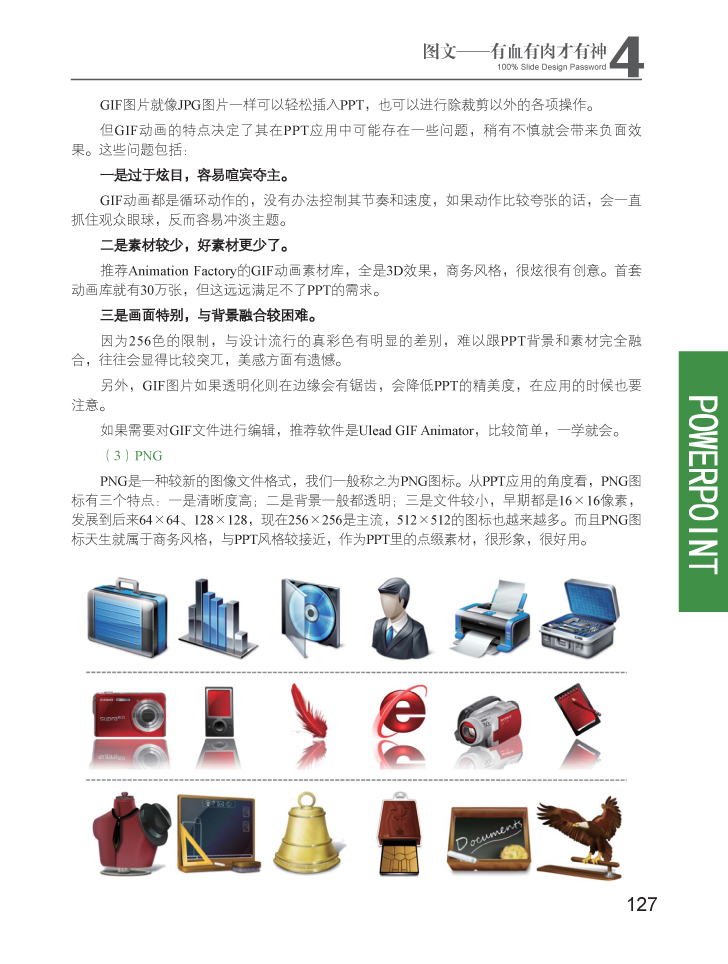 图文——有血有肉才有神
100% Slide Design Password
4
GIF图片就像JPG图片一样可以轻松插入PPT，也可以进行除裁剪以外的各项操作。
但GIF动画的特点决定了其在PPT应用中可能存在一些问题，稍有不慎就会带来负面效
果。这些问题包括：
一是过于炫目，容易喧宾夺主。
GIF动画都是循环动作的，没有办法控制其节奏和速度，如果动作比较夸张的话，会一直
抓住观众眼球，反而容易冲淡主题。
二是素材较少，好素材更少了。
推荐Animation Factory的GIF动画素材库，全是3D效果，商务风格，很炫很有创意。首套
动画库就有30万张，但这远远满足不了PPT的需求。
三是画面特别，与背景融合较困难。
因为256色的限制，与设计流行的真彩色有明显的差别，难以跟PPT背景和素材完全融
合，往往会显得比较突兀，美感方面有遗憾。
另外，GIF图片如果透明化则在边缘会有锯齿，会降低PPT的精美度，在应用的时候也要
注意。
如果需要对GIF文件进行编辑，推荐软件是Ulead GIF Animator，比较简单，一学就会。
（3）PNG
PNG是一种较新的图像文件格式，我们一般称之为PNG图标。从PPT应用的角度看，PNG图
标有三个特点：一是清晰度高；二是背景一般都透明；三是文件较小，早期都是16×16像素，
发展到后来64×64、128×128，现在256×256是主流，512×512的图标也越来越多。而且PNG图
标天生就属于商务风格，与PPT风格较接近，作为PPT里的点缀素材，很形象，很好用。
POWERPOINT
Documents
127